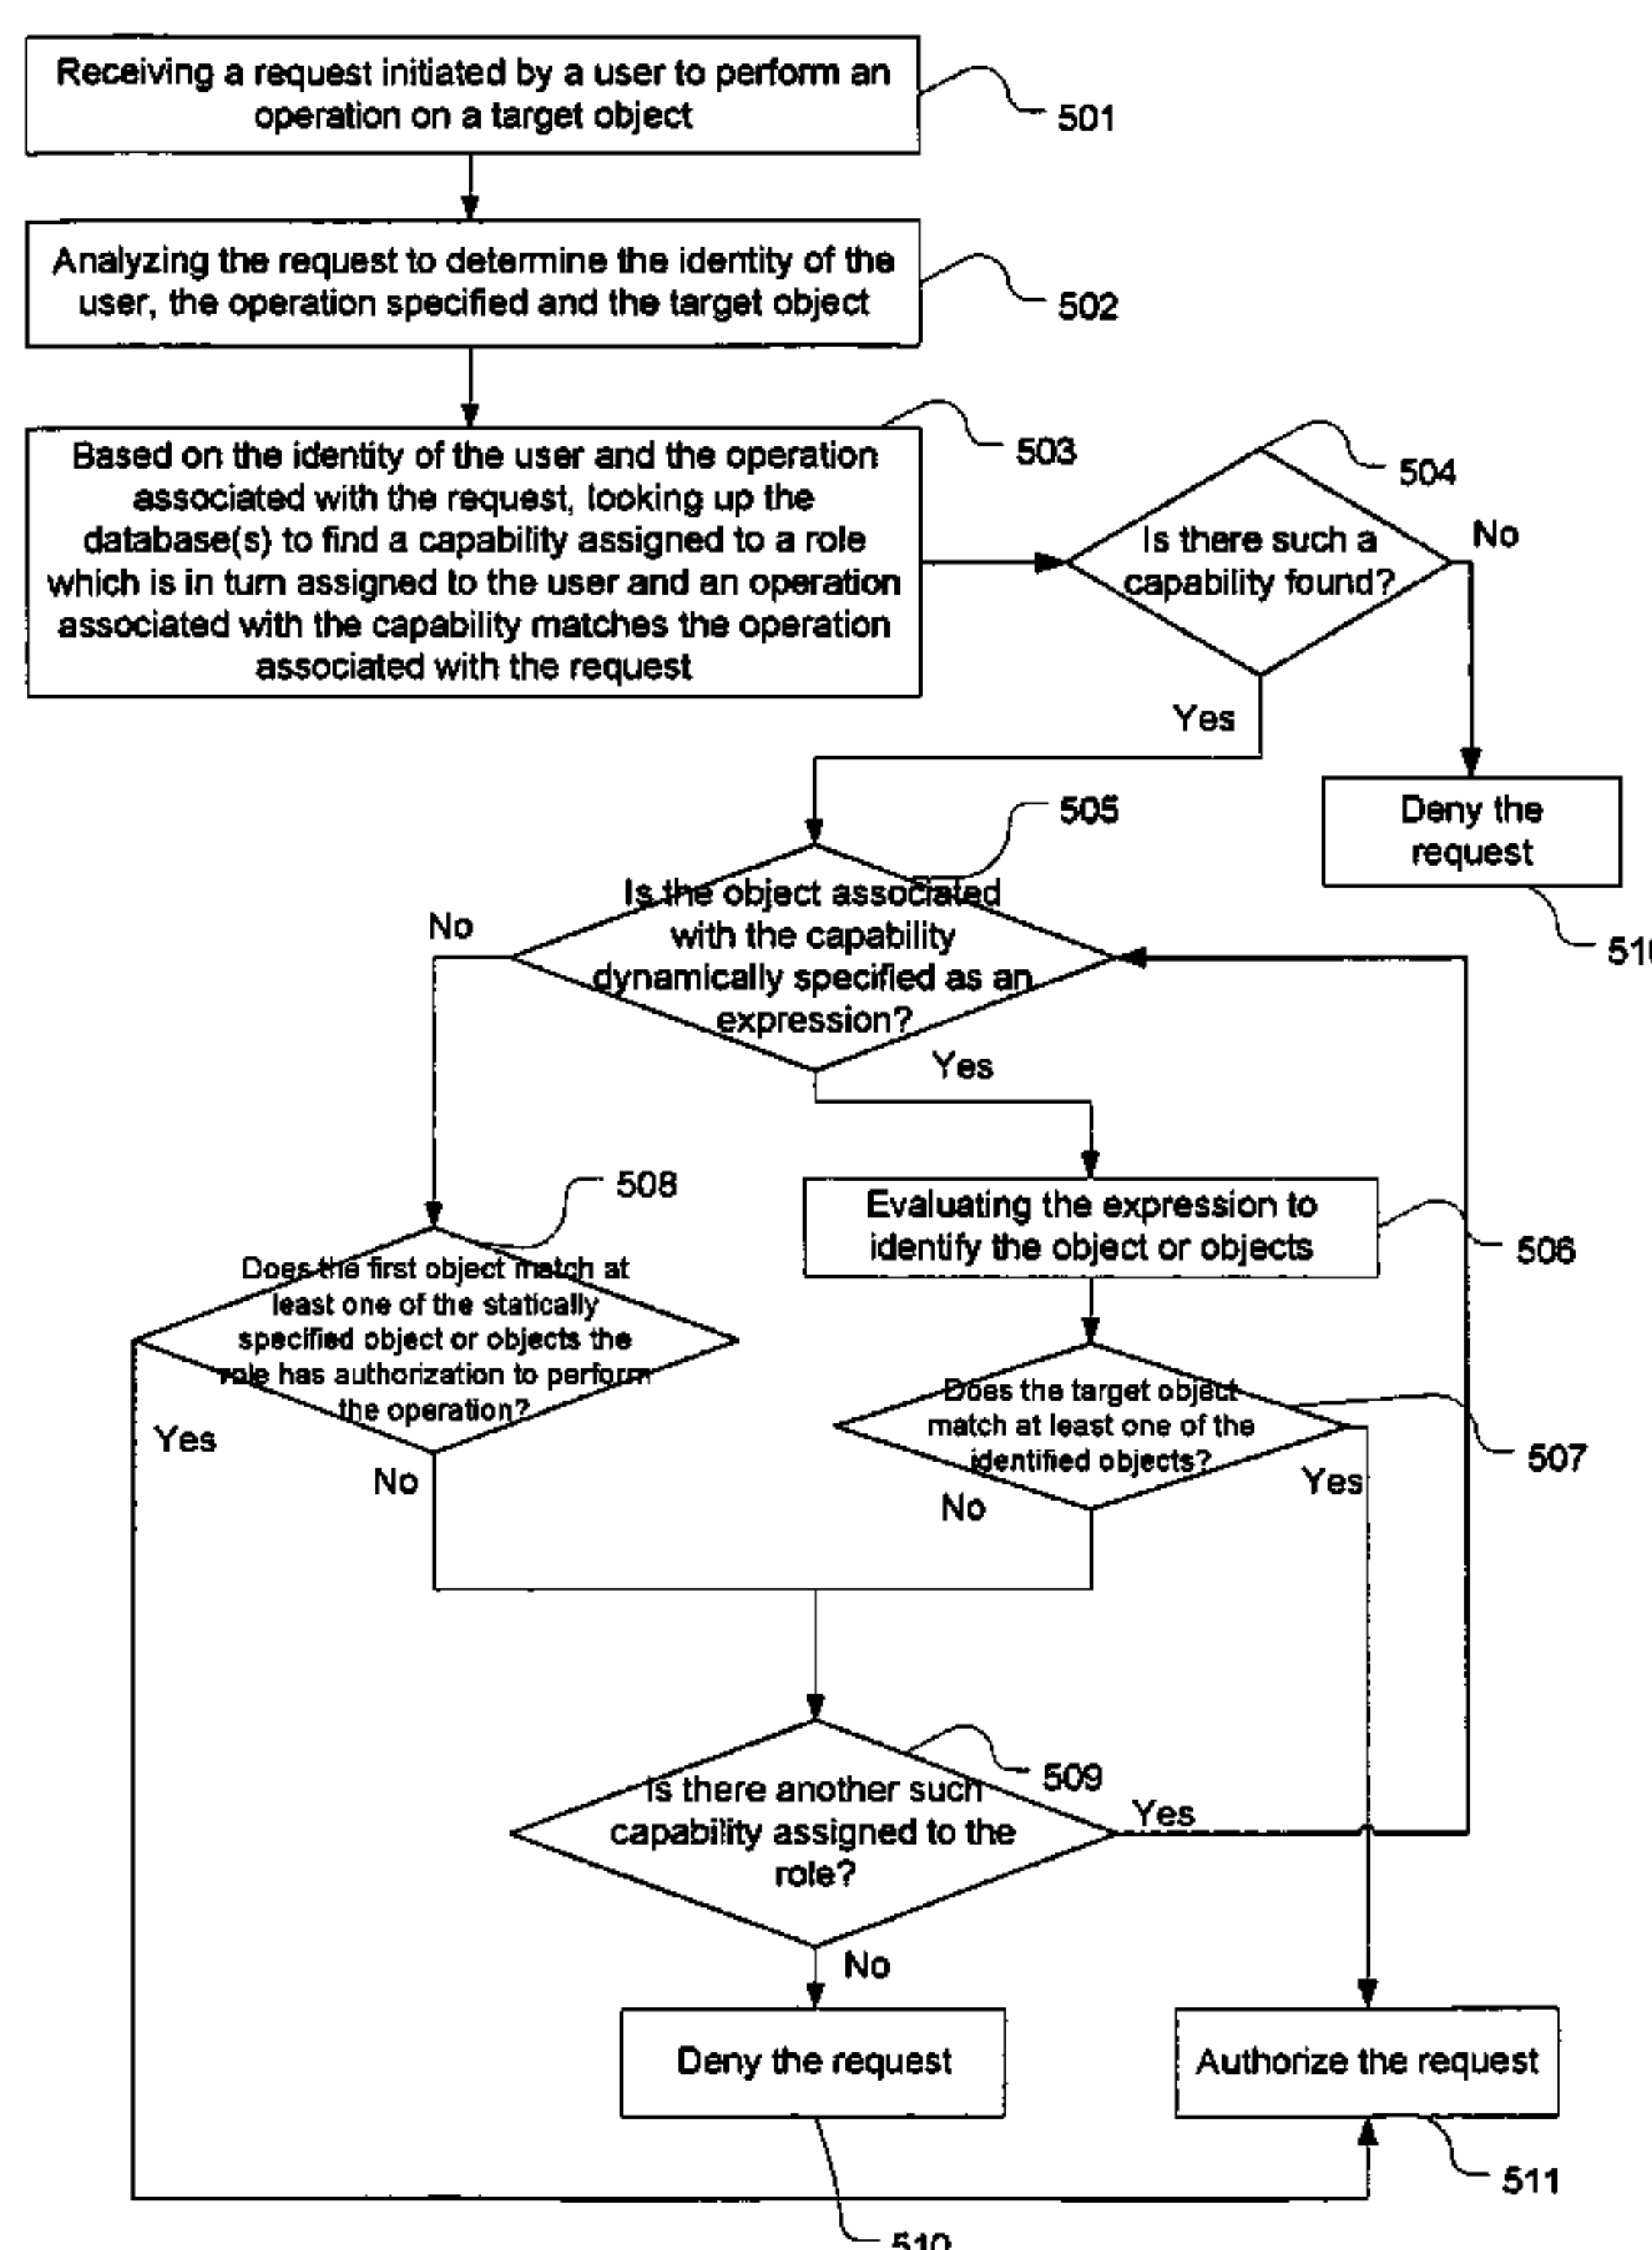 Receiving a request initiated by a user to perform an
operation on a target object
501
Analyzing the request to determine the identity of the
user, the operation specified and the target object
502
Based on the identity of the user and the operation
associated with the request, looking up the
database(s) to find a capability assigned to a role
which is in turn assigned to the user and an operation
associated with the capability matches the operation
associated with the request
503
504
Is there such a
capability found?
No
Yes
Deny the
request
510
505
Is the object associated
with the capability
dynamically specified as an
expression?
No
Yes
508
Does the first object match at
least one of the statically
specified object or objects the
role has authorization to perform
the operation?
Yes
No
Evaluating the expression to
identify the object or objects
506
Does the target object
match at least one of the
identified objects?
507
Yes
No
509
Is there another such
capability assigned to the
role?
Yes
No
Deny the request
510
Authorize the request
511